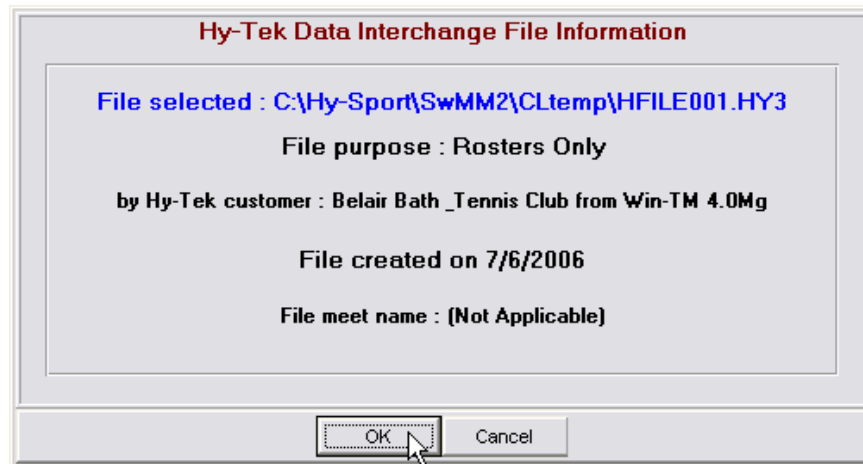 Hy-Tek Data Interchange File Information
File selected : C:\Hy-Sport\SwMM2\CLtemp\HFILE001.HY3
File purpose : Rosters Only
by Hy-Tek customer : Belair Bath _Tennis Club from Win-TM 4.0Mg
File created on 7/6/2006
File meet name : (Not Applicable)
OK Cancel